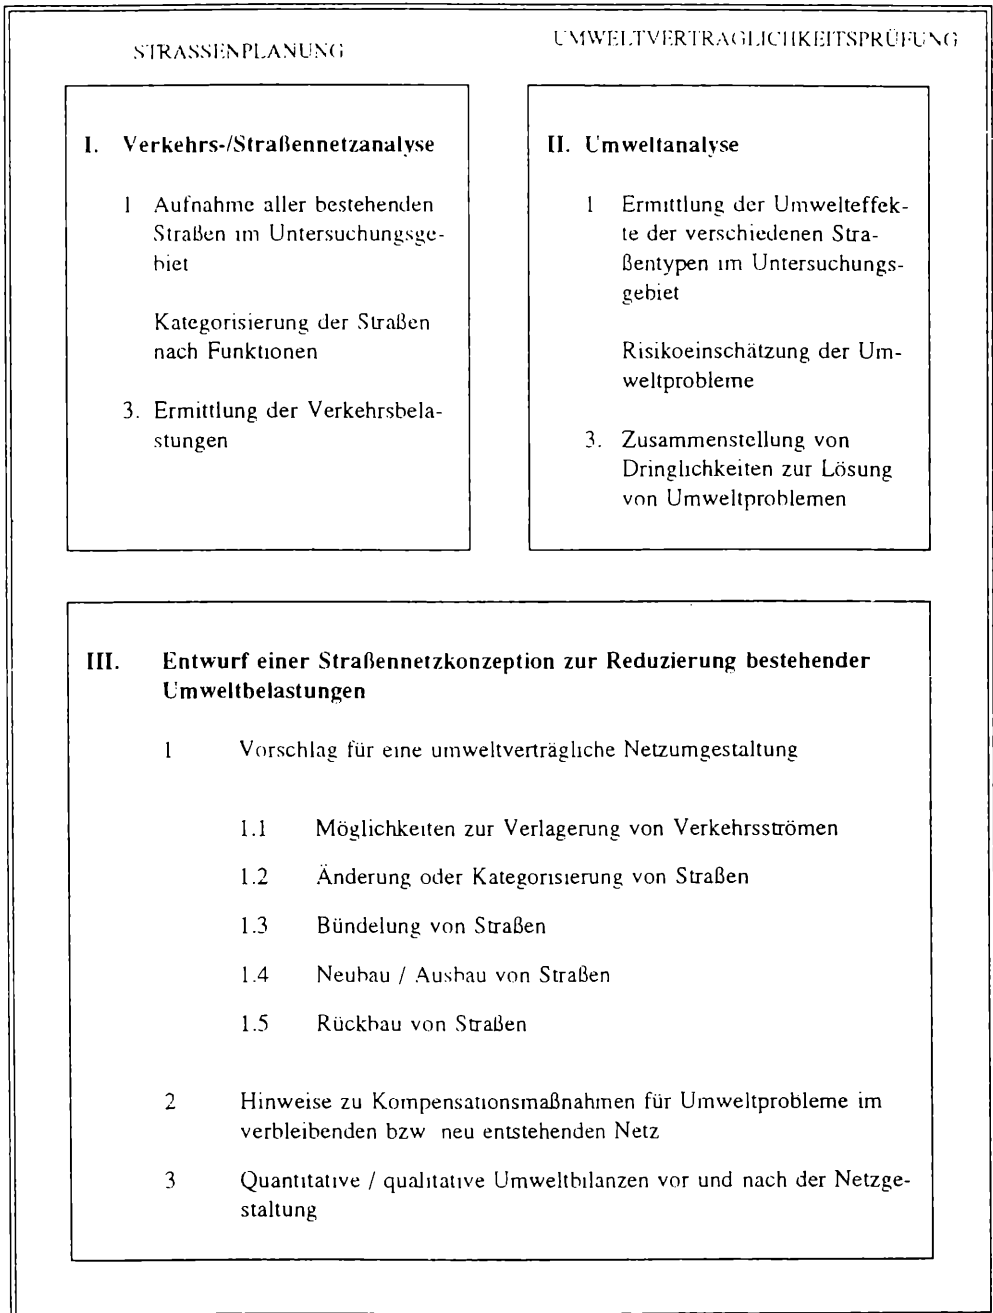 STRASSENPLANUNG
UMWELTVERTRÄGLICHKEITSPRÜFUNG
I. Verkehrs-/Straßennetzanalyse
1 Aufnahme aller bestehenden
Straßen im Untersuchungsge-
biet
Kategorisierung der Straßen
nach Funktionen
3. Ermittlung der Verkehrsbela-
stungen
II. Umweltanalyse
1 Ermittlung der Umwelteffek-
te der verschiedenen Stra-
ßentypen im Untersuchungs-
gebiet
Risikoeinschätzung der Um-
weltprobleme
3. Zusammenstellung von
Dringlichkeiten zur Lösung
von Umweltproblemen
III. Entwurf einer Straßennetzkonzeption zur Reduzierung bestehender
Umweltbelastungen
1 Vorschlag für eine umweltverträgliche Netzumgestaltung
1.1 Möglichkeiten zur Verlagerung von Verkehrsströmen
1.2 Änderung oder Kategorisierung von Straßen
1.3 Bündelung von Straßen
1.4 Neubau / Ausbau von Straßen
1.5 Rückbau von Straßen
2 Hinweise zu Kompensationsmaßnahmen für Umweltprobleme im
verbleibenden bzw neu entstehenden Netz
3 Quantitative / qualitative Umweltbilanzen vor und nach der Netzge-
staltung